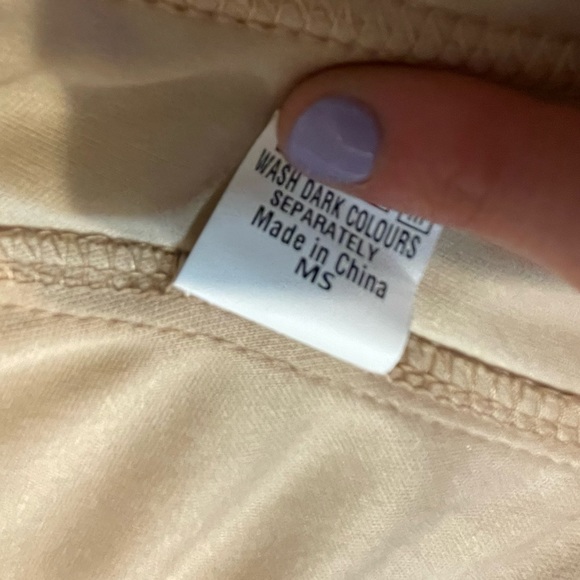 WASH DARK COLOURS
SEPARATELY
Made in China
MS